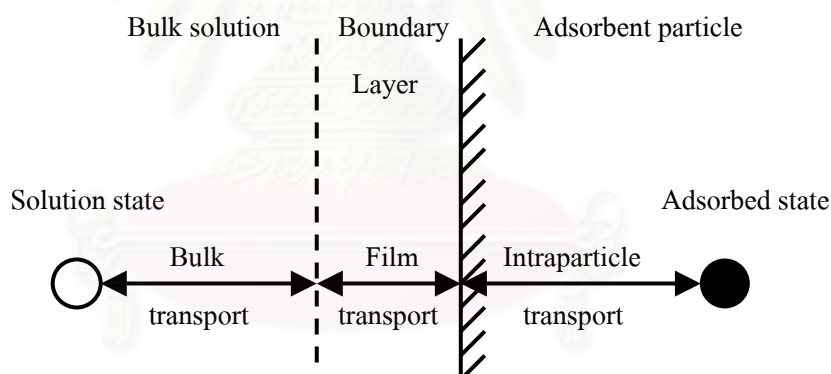 Bulk solution Boundary Adsorbent particle
Layer
Solution state Adsorbed state
Bulk Film Intraparticle
transport transport transport